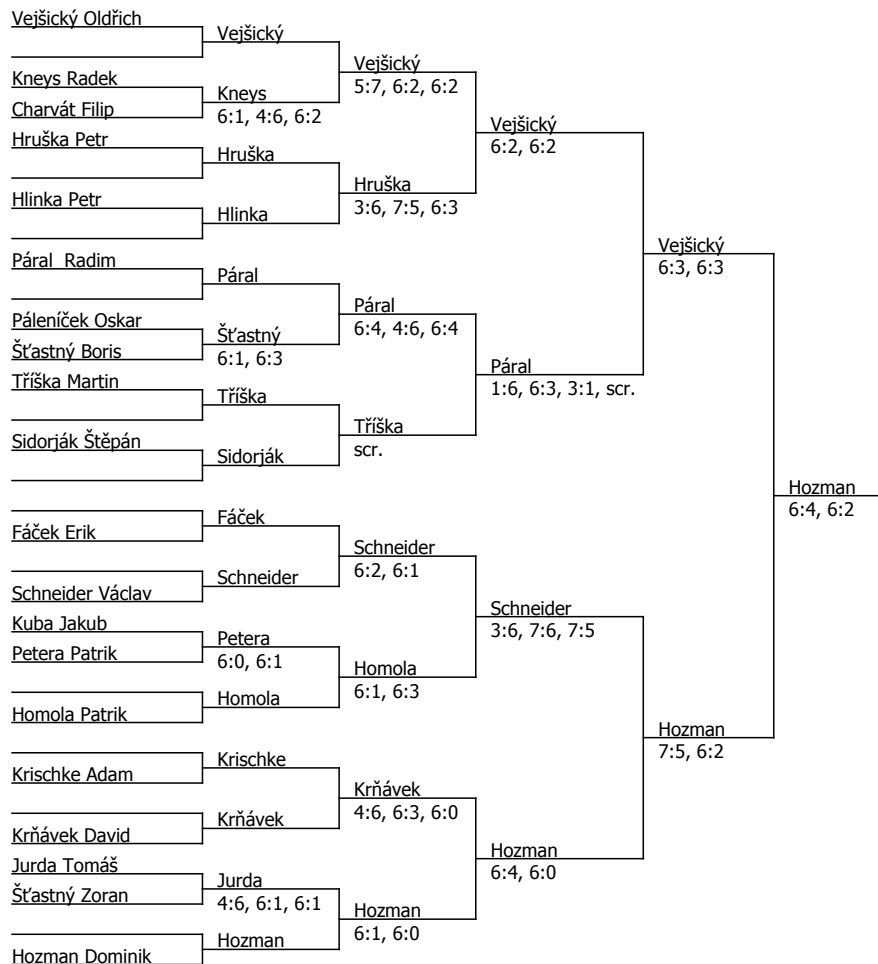 Vejšický Oldřich
Kneys Radek
Charvát Filip
Hruška Petr
Hlinka Petr
Páral  Radim
Páleníček Oskar
Šťastný Boris
Tříška Martin
Sidorják Štěpán
Fáček Erik
Schneider Václav
Kuba Jakub
Petera Patrik
Homola Patrik
Krischke Adam
Krňávek David
Jurda Tomáš
Šťastný Zoran
Hozman Dominik
Vejšický
Kneys
6:1, 4:6, 6:2
Hruška
Hlinka
Páral
Šťastný
6:1, 6:3
Tříška
Sidorják
Fáček
Schneider
Petera
6:0, 6:1
Homola
Krischke
Krňávek
Jurda
4:6, 6:1, 6:1
Hozman
Vejšický
5:7, 6:2, 6:2
Hruška
3:6, 7:5, 6:3
Páral
6:4, 4:6, 6:4
Tříška
scr.
Schneider
6:2, 6:1
Homola
6:1, 6:3
Krňávek
4:6, 6:3, 6:0
Hozman
6:1, 6:0
Vejšický
6:2, 6:2
Páral
1:6, 6:3, 3:1, scr.
Schneider
3:6, 7:6, 7:5
Hozman
6:4, 6:0
Vejšický
6:3, 6:3
Hozman
7:5, 6:2
Hozman
6:4, 6:2